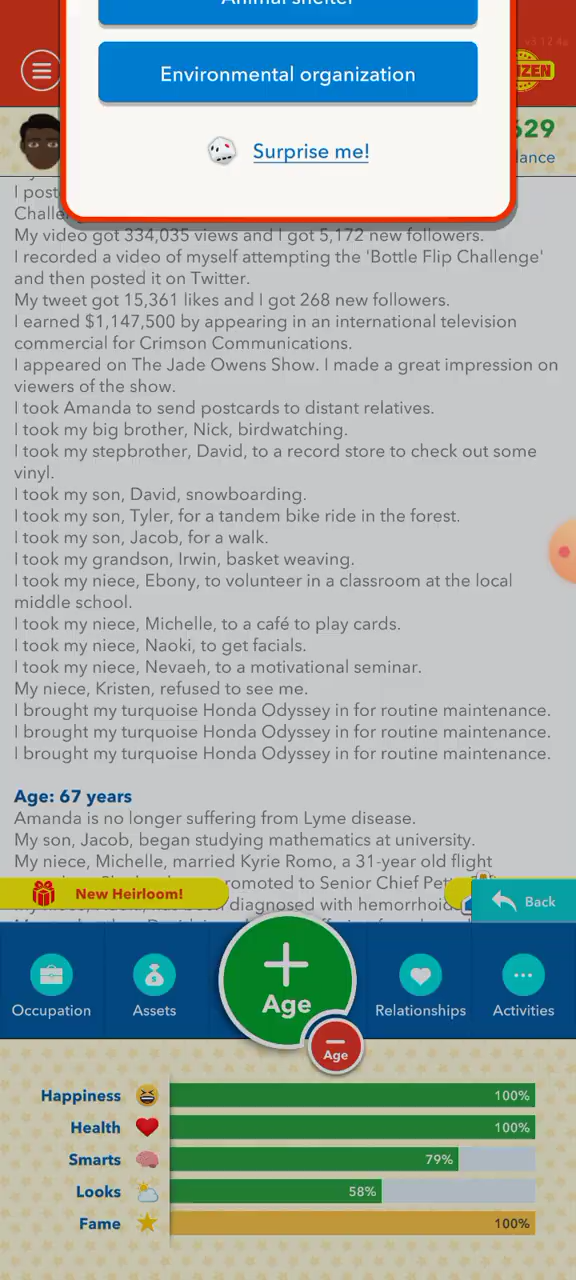 Animal shelter
Environmental organization
Surprise me!
v3.12.4g
IZEN
629
lance
I post
Challen
My video got 334,035 views and I got 5,172 new followers.
I recorded a video of myself attempting the 'Bottle Flip Challenge'
and then posted it on Twitter.
My tweet got 15,361 likes and I got 268 new followers.
I earned $1,147,500 by appearing in an international television
commercial for Crimson Communications.
I appeared on The Jade Owens Show. I made a great impression on
viewers of the show.
I took Amanda to send postcards to distant relatives.
I took my big brother, Nick, birdwatching.
I took my stepbrother, David, to a record store to check out some
vinyl.
I took my son, David, snowboarding.
I took my son, Tyler, for a tandem bike ride in the forest.
I took my son, Jacob, for a walk.
I took my grandson, Irwin, basket weaving.
I took my niece, Ebony, to volunteer in a classroom at the local
middle school.
I took my niece, Michelle, to a café to play cards.
I took my niece, Naoki, to get facials.
I took my niece, Nevaeh, to a motivational seminar.
My niece, Kristen, refused to see me.
I brought my turquoise Honda Odyssey in for routine maintenance.
I brought my turquoise Honda Odyssey in for routine maintenance.
I brought my turquoise Honda Odyssey in for routine maintenance.
Age: 67 years
Amanda is no longer suffering from Lyme disease.
My son, Jacob, began studying mathematics at university.
My niece, Michelle, married Kyrie Romo, a 31-year old flight
promoted to Senior Chief Pett
New Heirloom!
Back
diagnosed with hemorrhoid
Occupation
Assets
Age
Age
Relationships
Activities
Happiness 100%
Health 100%
Smarts 79%
Looks 58%
Fame 100%